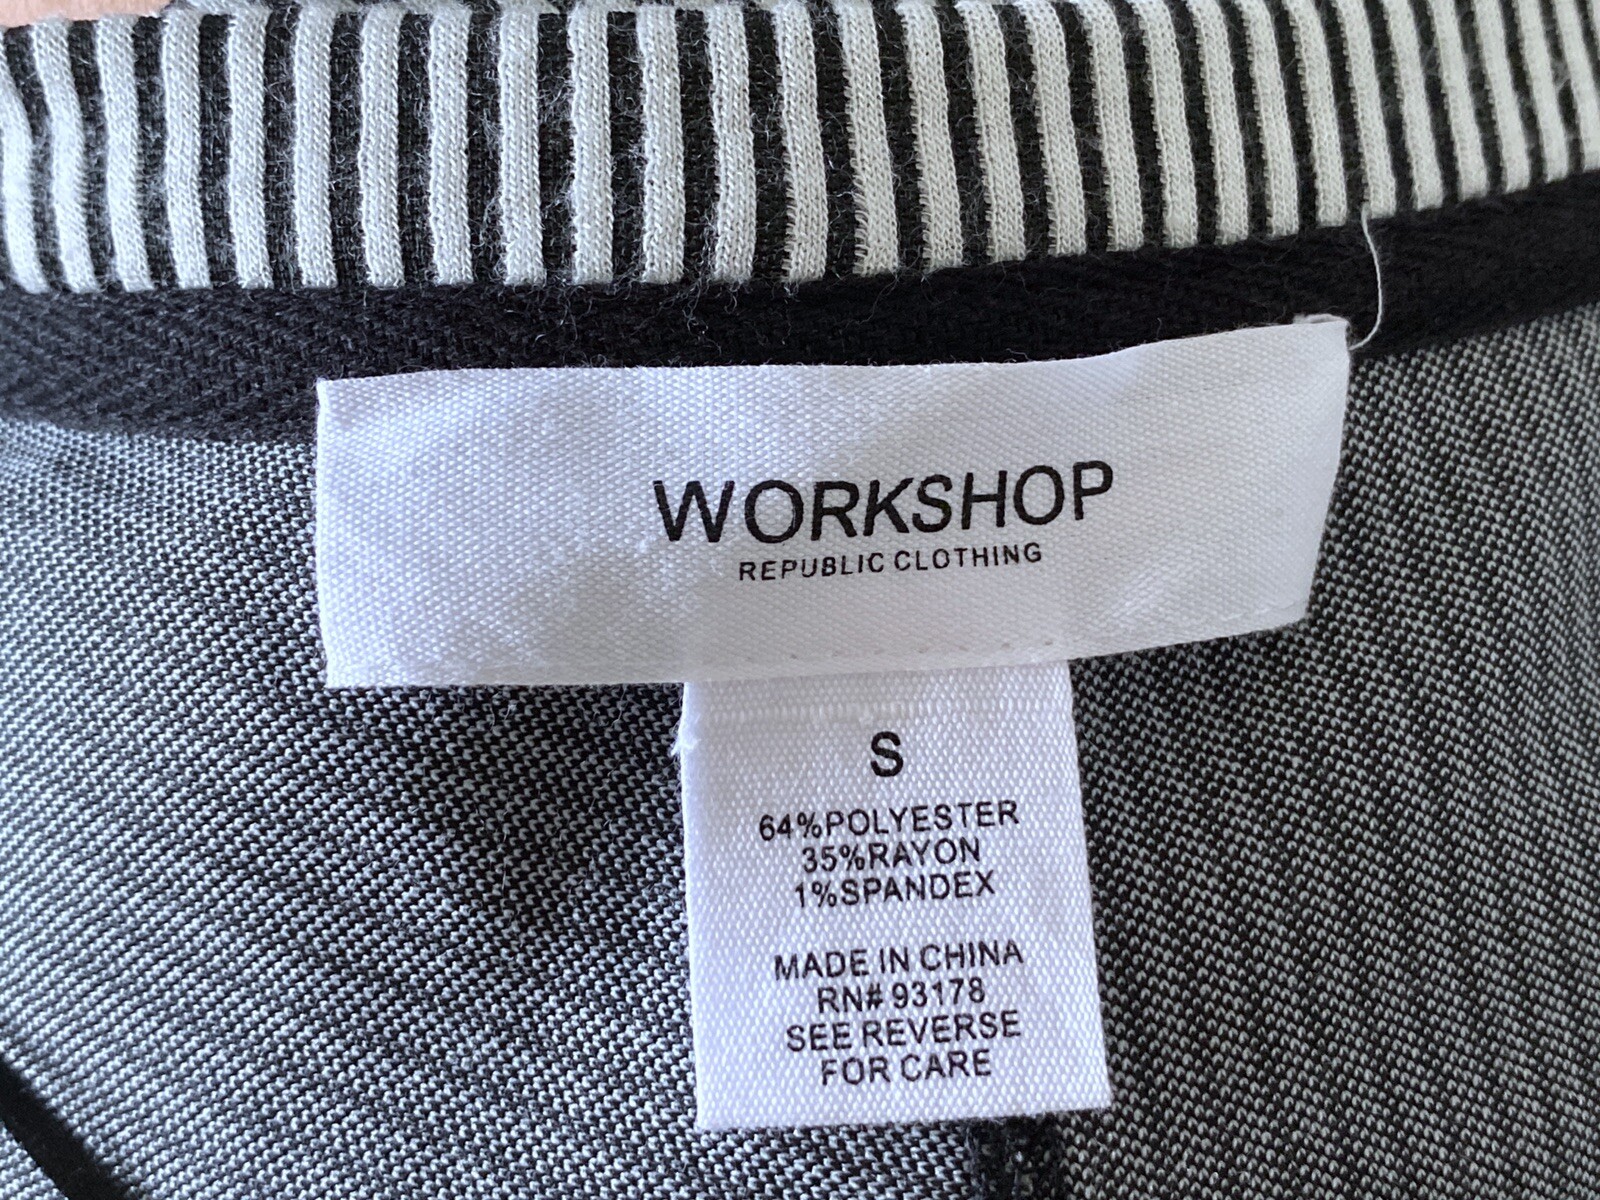 WORKSHOP
REPUBLIC CLOTHING
S
64%POLYESTER
35%RAYON
1%SPANDEX
MADE IN CHINA
RN# 93178
SEE REVERSE
FOR CARE